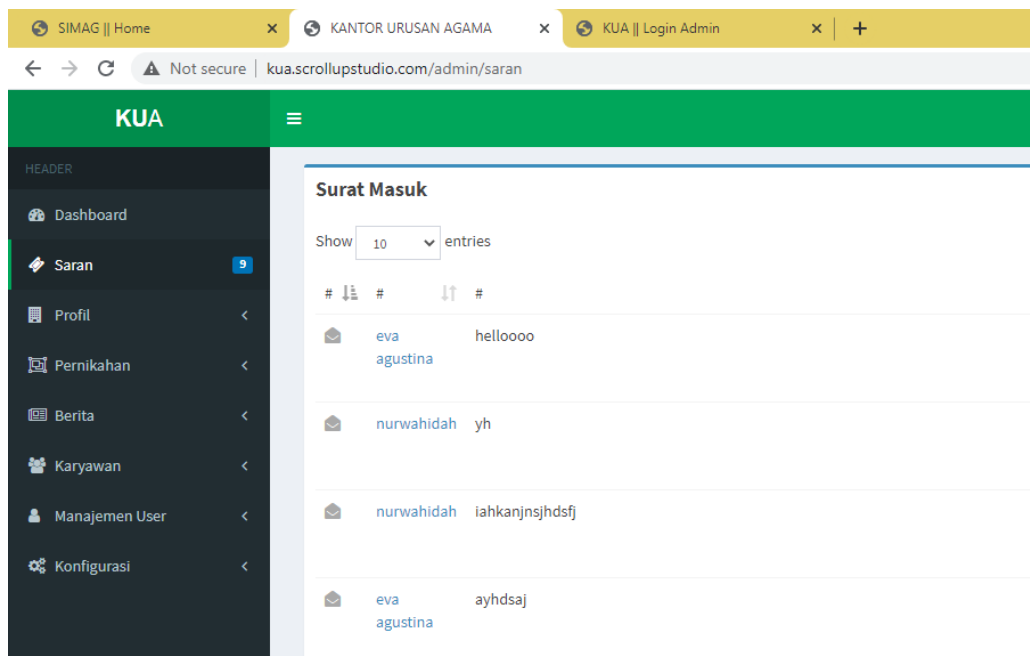 SIMAG || Home
KANTOR URUSAN AGAMA
KUA || Login Admin
Not secure | kua.scrollupstudio.com/admin/saran
KUA
HEADER
Dashboard
Saran 9
Profil
Pernikahan
Berita
Karyawan
Manajemen User
Konfigurasi
Surat Masuk
Show 10 entries
# # #
eva agustina helloooo
nurwahidah yh
nurwahidah iahkanjnsjhdsfj
eva agustina ayhdsaj